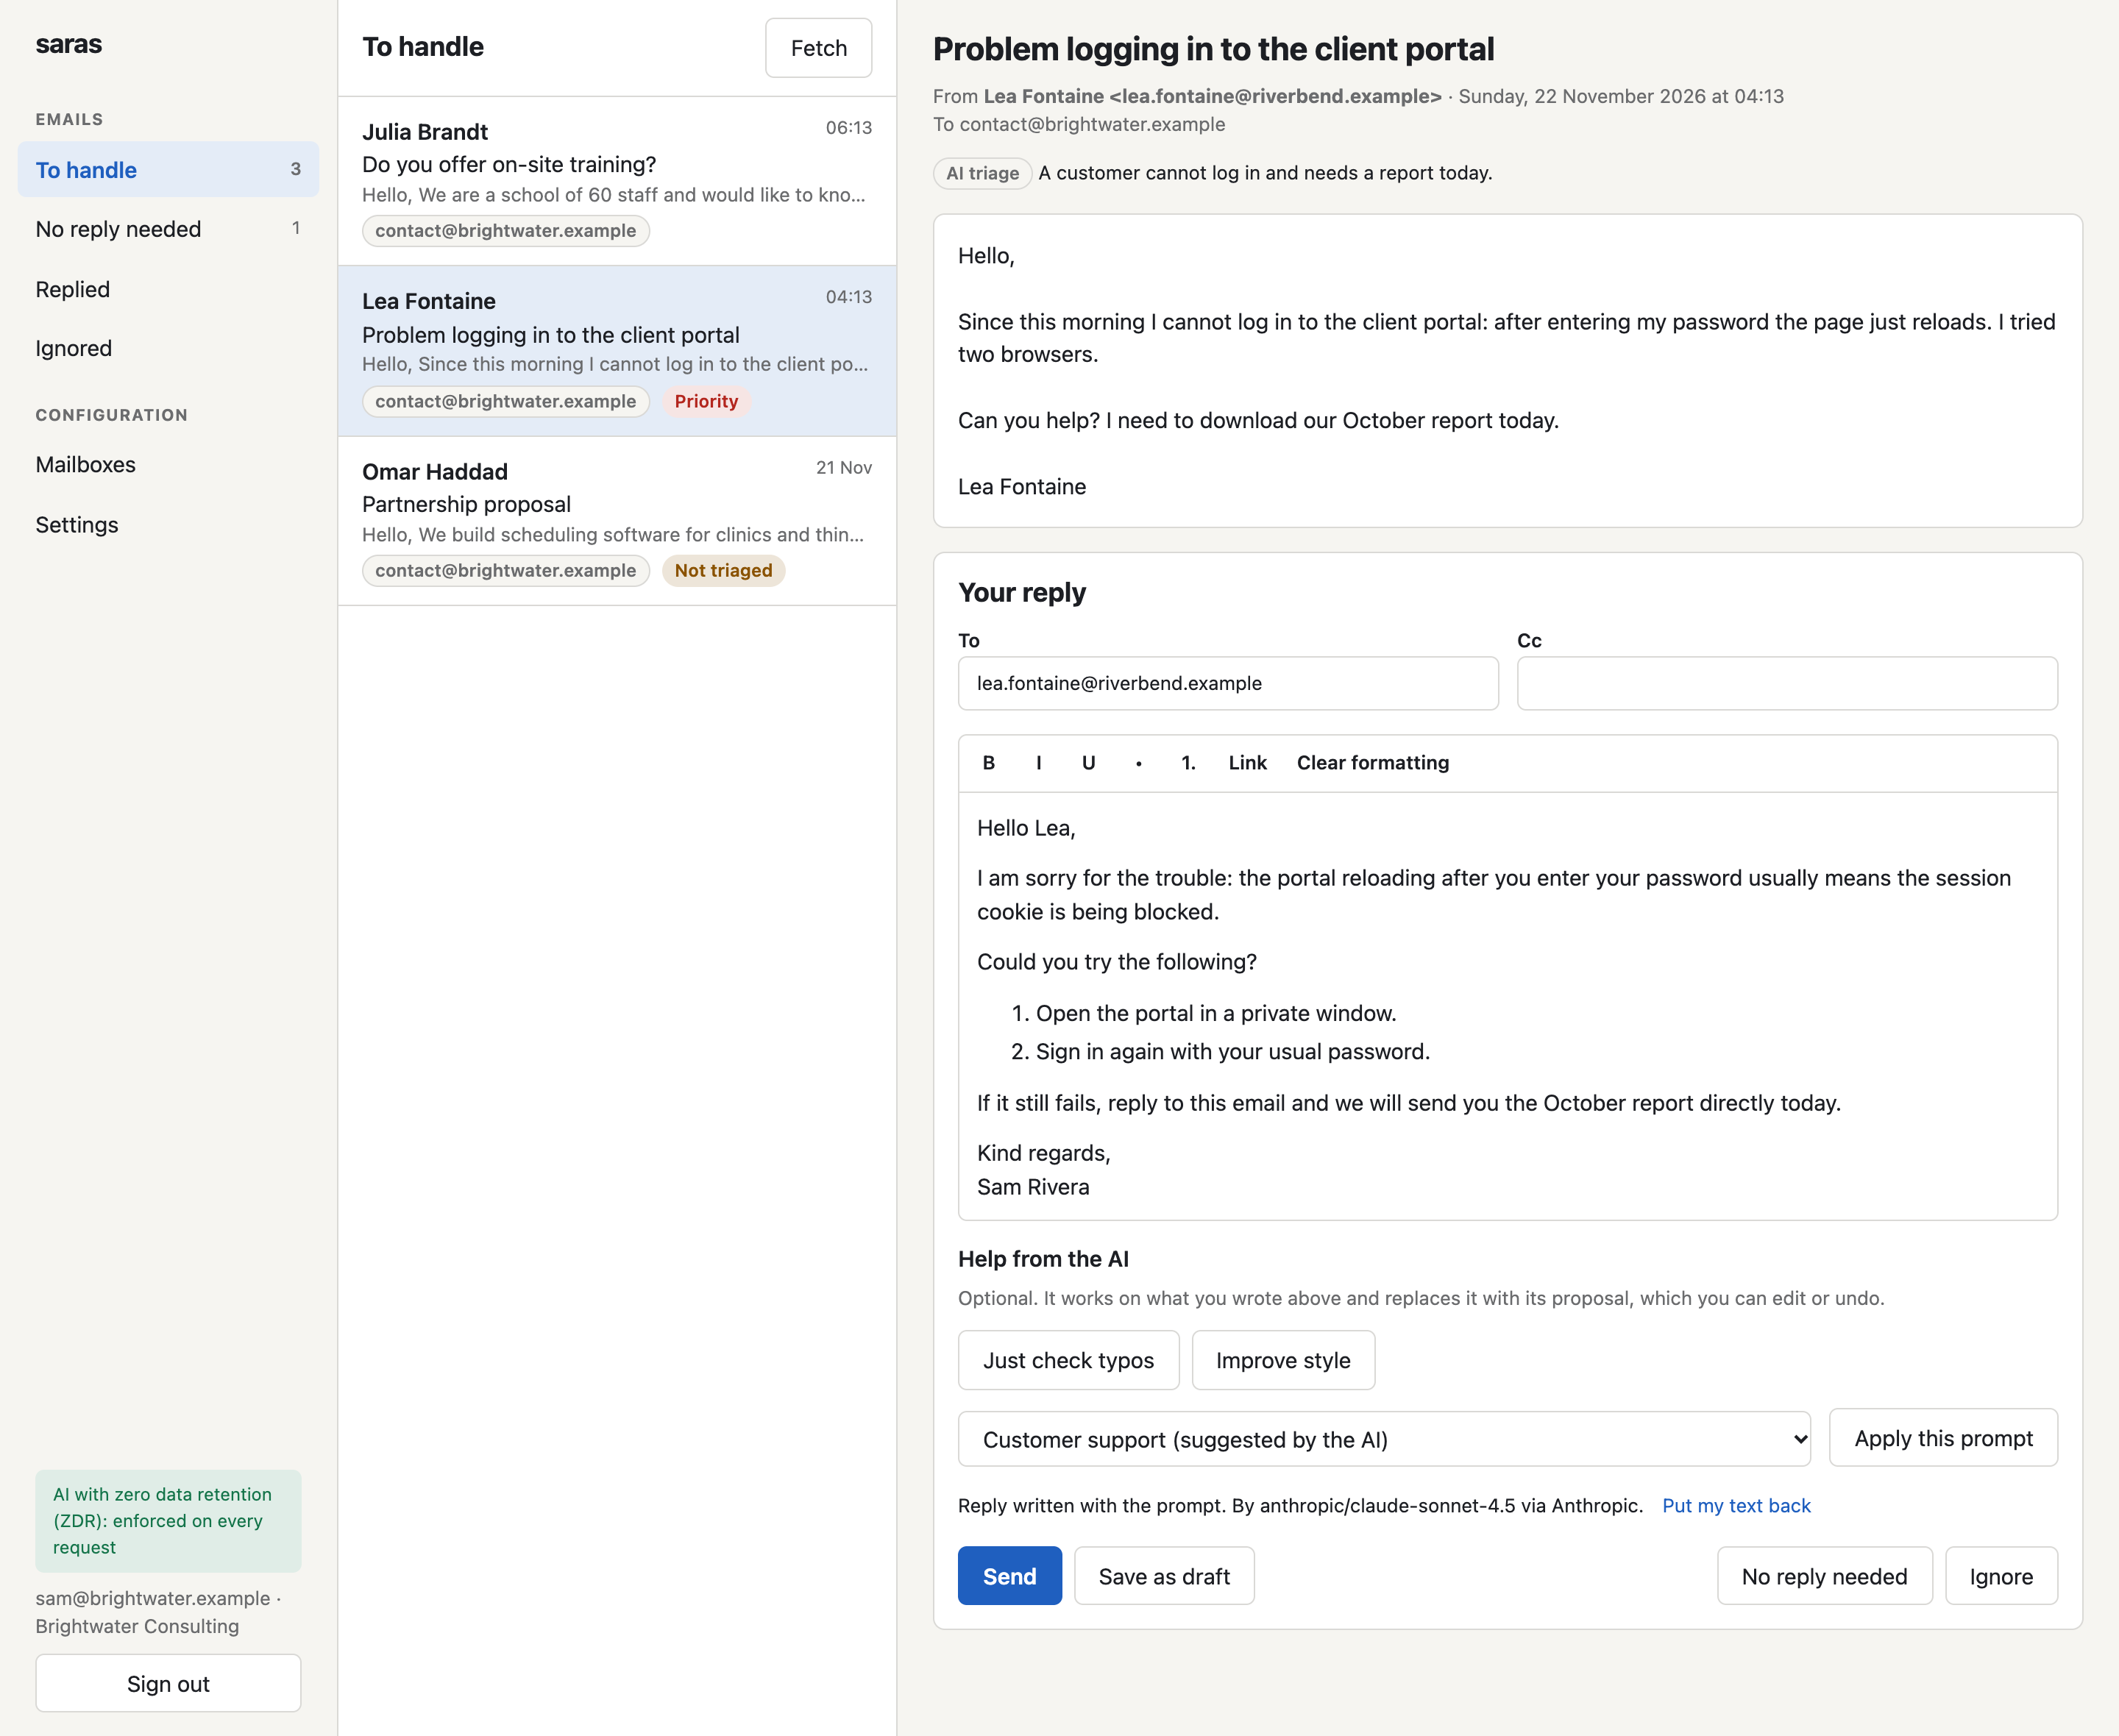 saras
EMAILS
To handle 3
No reply needed 1
Replied
Ignored
CONFIGURATION
Mailboxes
Settings
AI with zero data retention
(ZDR): enforced on every
request
sam@brightwater.example ·
Brightwater Consulting
Sign out
To handle
Fetch
Julia Brandt 06:13
Do you offer on-site training?
Hello, We are a school of 60 staff and would like to kno...
contact@brightwater.example
Lea Fontaine 04:13
Problem logging in to the client portal
Hello, Since this morning I cannot log in to the client po...
contact@brightwater.example Priority
Omar Haddad 21 Nov
Partnership proposal
Hello, We build scheduling software for clinics and thin...
contact@brightwater.example Not triaged
Problem logging in to the client portal
From Lea Fontaine <lea.fontaine@riverbend.example> · Sunday, 22 November 2026 at 04:13
To contact@brightwater.example
AI triage A customer cannot log in and needs a report today.
Hello,
Since this morning I cannot log in to the client portal: after entering my password the page just reloads. I tried
two browsers.
Can you help? I need to download our October report today.
Lea Fontaine
Your reply
To
lea.fontaine@riverbend.example
Cc
B I U • 1. Link Clear formatting
Hello Lea,
I am sorry for the trouble: the portal reloading after you enter your password usually means the session
cookie is being blocked.
Could you try the following?
1. Open the portal in a private window.
2. Sign in again with your usual password.
If it still fails, reply to this email and we will send you the October report directly today.
Kind regards,
Sam Rivera
Help from the AI
Optional. It works on what you wrote above and replaces it with its proposal, which you can edit or undo.
Just check typos Improve style
Customer support (suggested by the AI) Apply this prompt
Reply written with the prompt. By anthropic/claude-sonnet-4.5 via Anthropic. Put my text back
Send Save as draft No reply needed Ignore